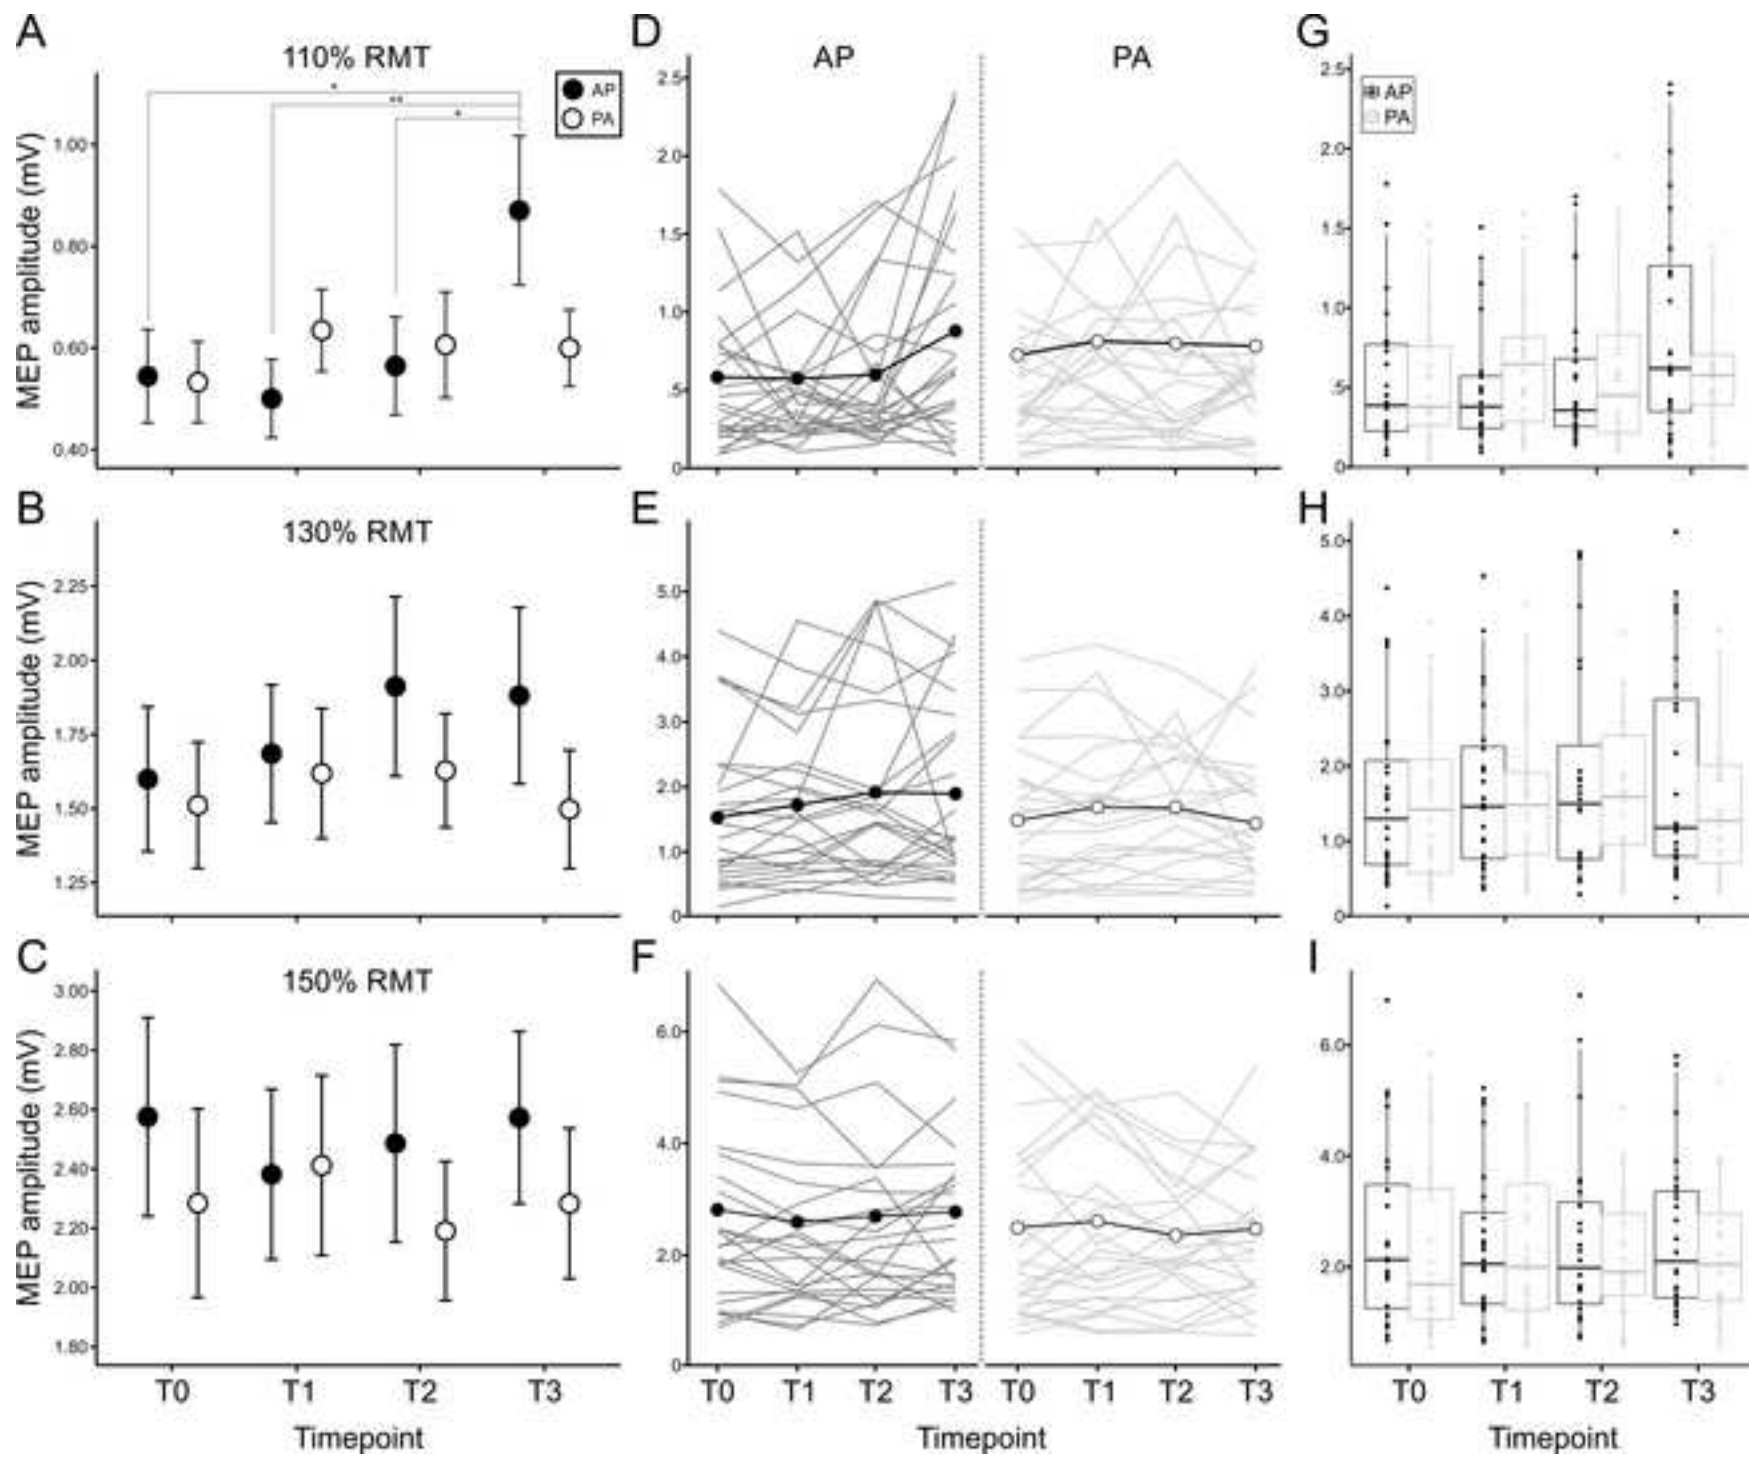 A
110% RMT
AP
PA
*
**
*
MEP amplitude (mV)
1.00
0.80
0.60
0.40
D
AP
PA
2.5
2.0
1.5
1.0
.5
0
G
AP
PA
2.5
2.0
1.5
1.0
.5
0
B
130% RMT
MEP amplitude (mV)
2.25
2.00
1.75
1.50
1.25
E
5.0
4.0
3.0
2.0
1.0
0
H
5.0
4.0
3.0
2.0
1.0
0
C
150% RMT
MEP amplitude (mV)
3.00
2.80
2.60
2.40
2.20
2.00
1.80
T0 T1 T2 T3
Timepoint
F
6.0
4.0
2.0
0
T0 T1 T2 T3 T0 T1 T2 T3
Timepoint
I
6.0
4.0
2.0
T0 T1 T2 T3
Timepoint